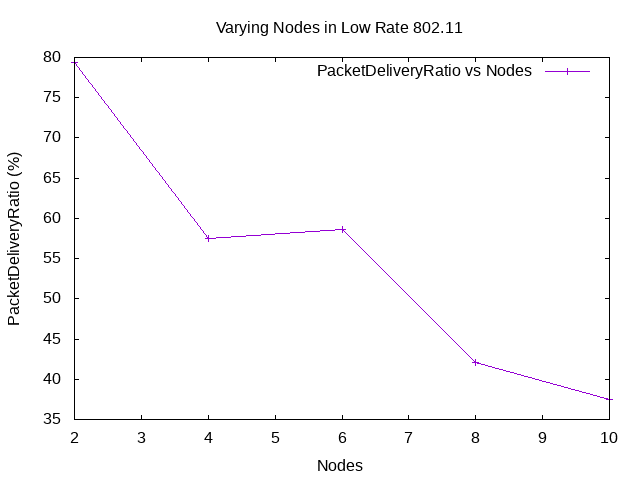 Varying Nodes in Low Rate 802.11
PacketDeliveryRatio vs Nodes
PacketDeliveryRatio (%)
80
75
70
65
60
55
50
45
40
35
2 3 4 5 6 7 8 9 10
Nodes